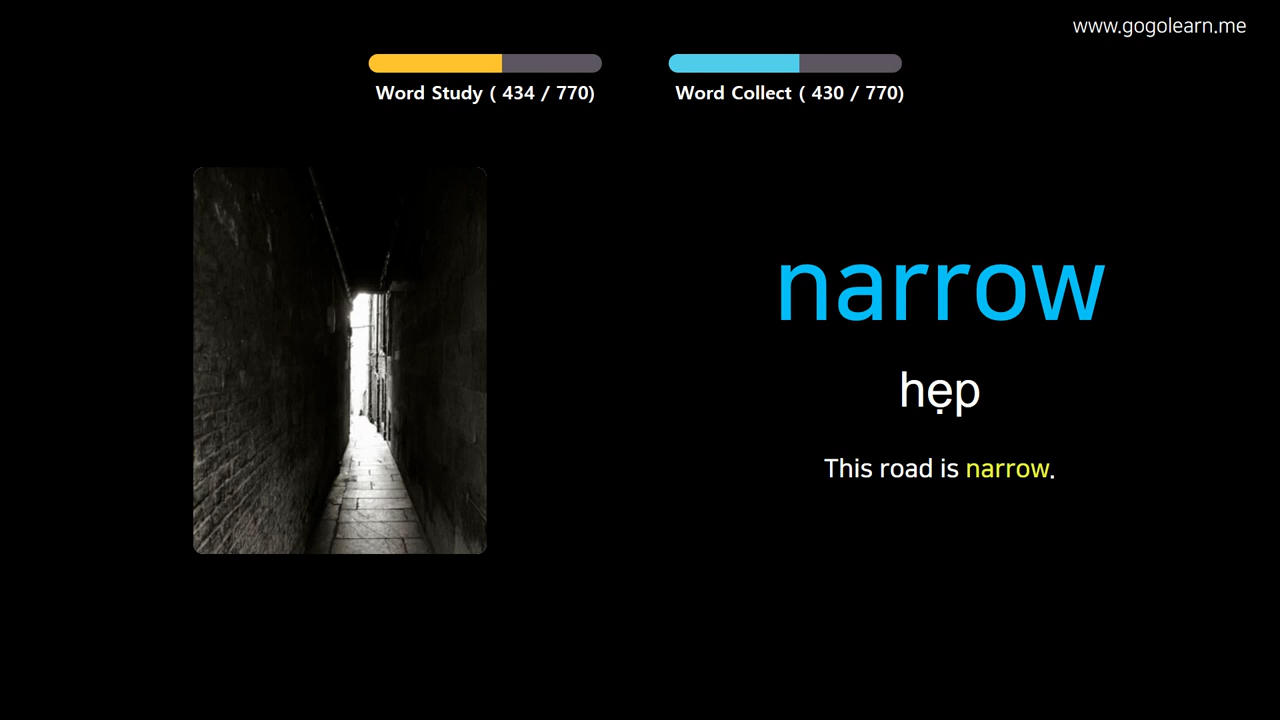 www.gogolearn.me
Word Study ( 434 / 770)
Word Collect ( 430 / 770)
narrow
hẹp
This road is narrow.